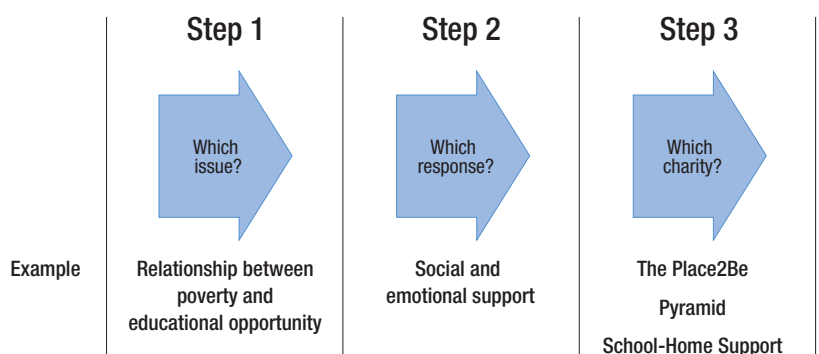 Step 1
Step 2
Step 3
Which
issue?
Which
response?
Which
charity?
Example
Relationship between
poverty and
educational opportunity
Social and
emotional support
The Place2Be
Pyramid
School-Home Support